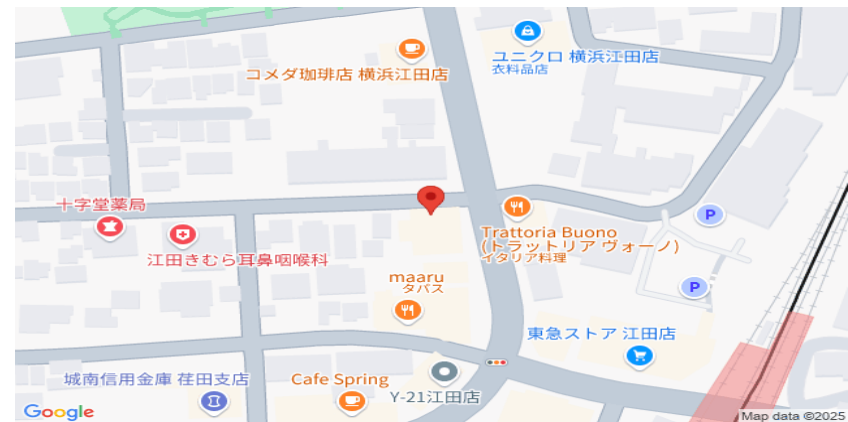 コメダ珈琲店 横浜江田店
ユニクロ 横浜江田店
衣料品店
十字堂薬局
江田きむら耳鼻咽喉科
P
Trattoria Buono
(トラットリア ヴォーノ)
イタリア料理
maaru
タパス
P
東急ストア 江田店
城南信用金庫 荏田支店
Cafe Spring
Y-21江田店
Google
Map data ©2025